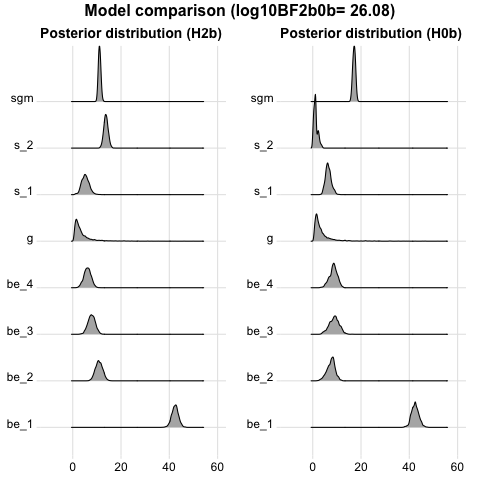 Model comparison (log10BF2b0b= 26.08)
Posterior distribution (H2b)
sgm
s_2
s_1
g
be_4
be_3
be_2
be_1
0 20 40 60
Posterior distribution (H0b)
sgm
s_2
s_1
g
be_4
be_3
be_2
be_1
0 20 40 60